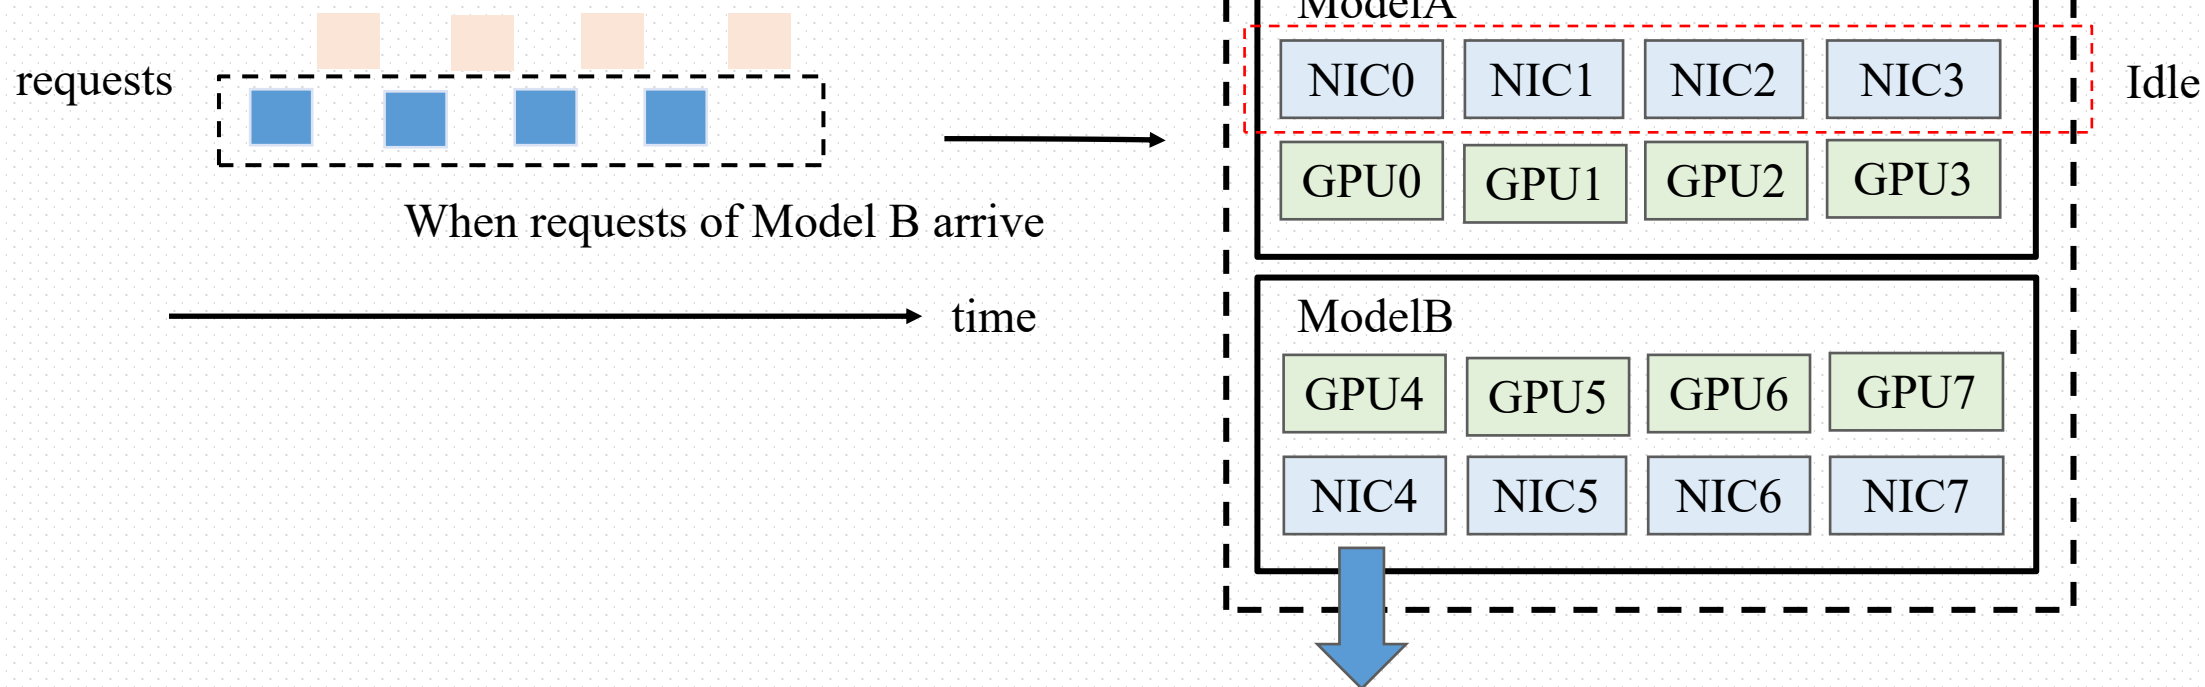 requests
When requests of Model B arrive
time
ModelA
NIC0 NIC1 NIC2 NIC3
Idle
GPU0 GPU1 GPU2 GPU3
ModelB
GPU4 GPU5 GPU6 GPU7
NIC4 NIC5 NIC6 NIC7